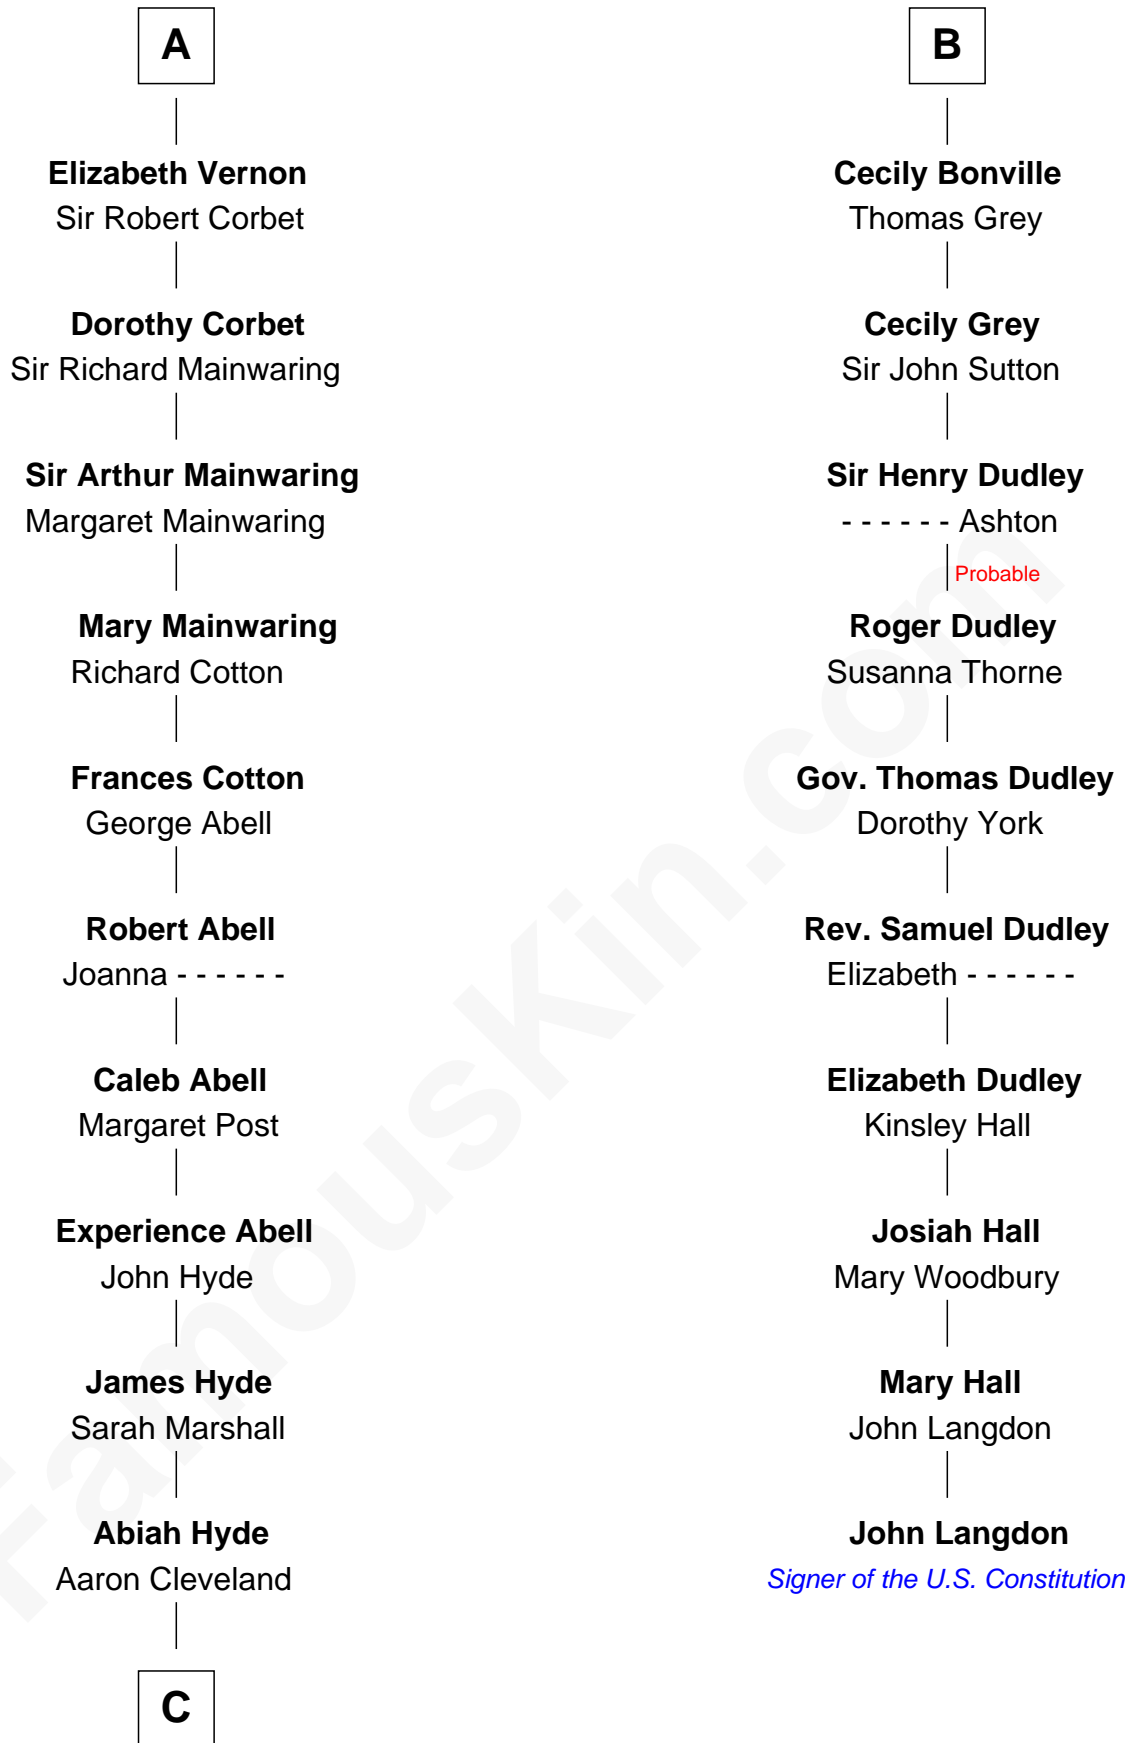 A
Elizabeth Vernon
Sir Robert Corbet
Dorothy Corbet
Sir Richard Mainwaring
Sir Arthur Mainwaring
Margaret Mainwaring
Mary Mainwaring
Richard Cotton
Frances Cotton
George Abell
Robert Abell
Joanna - - - - - -
Caleb Abell
Margaret Post
Experience Abell
John Hyde
James Hyde
Sarah Marshall
Abiah Hyde
Aaron Cleveland
C
B
Cecily Bonville
Thomas Grey
Cecily Grey
Sir John Sutton
Sir Henry Dudley
- - - - - - Ashton
Probable
Roger Dudley
Susanna Thorne
Gov. Thomas Dudley
Dorothy York
Rev. Samuel Dudley
Elizabeth - - - - - -
Elizabeth Dudley
Kinsley Hall
Josiah Hall
Mary Woodbury
Mary Hall
John Langdon
John Langdon
Signer of the U.S. Constitution
FamousKin.com